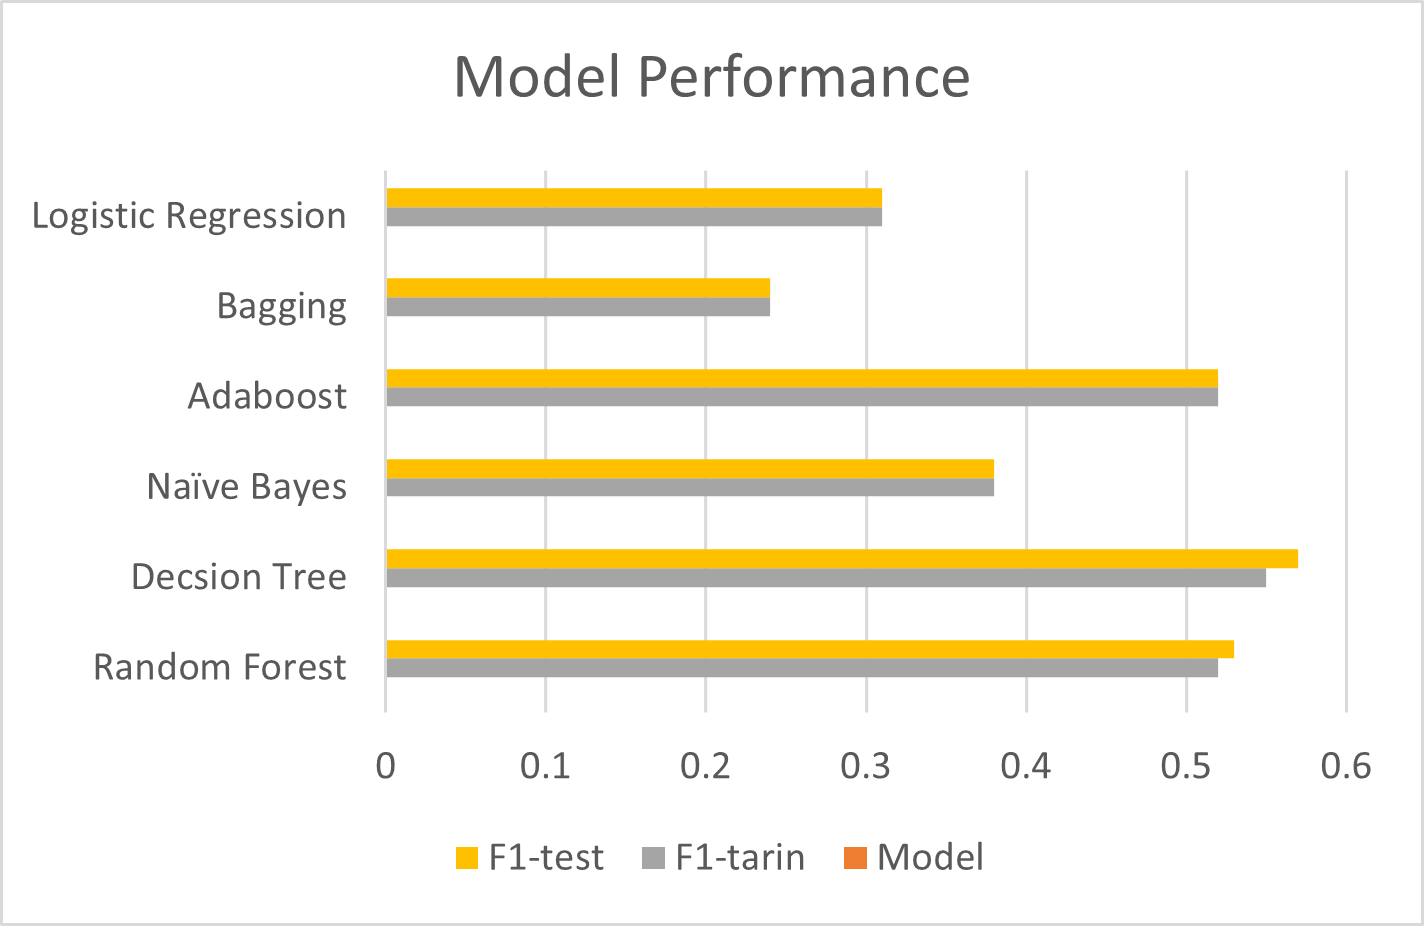 Model Performance
Logistic Regression
Bagging
Adaboost
Naïve Bayes
Decsion Tree
Random Forest
0 0.1 0.2 0.3 0.4 0.5 0.6
F1-test F1-tarin Model